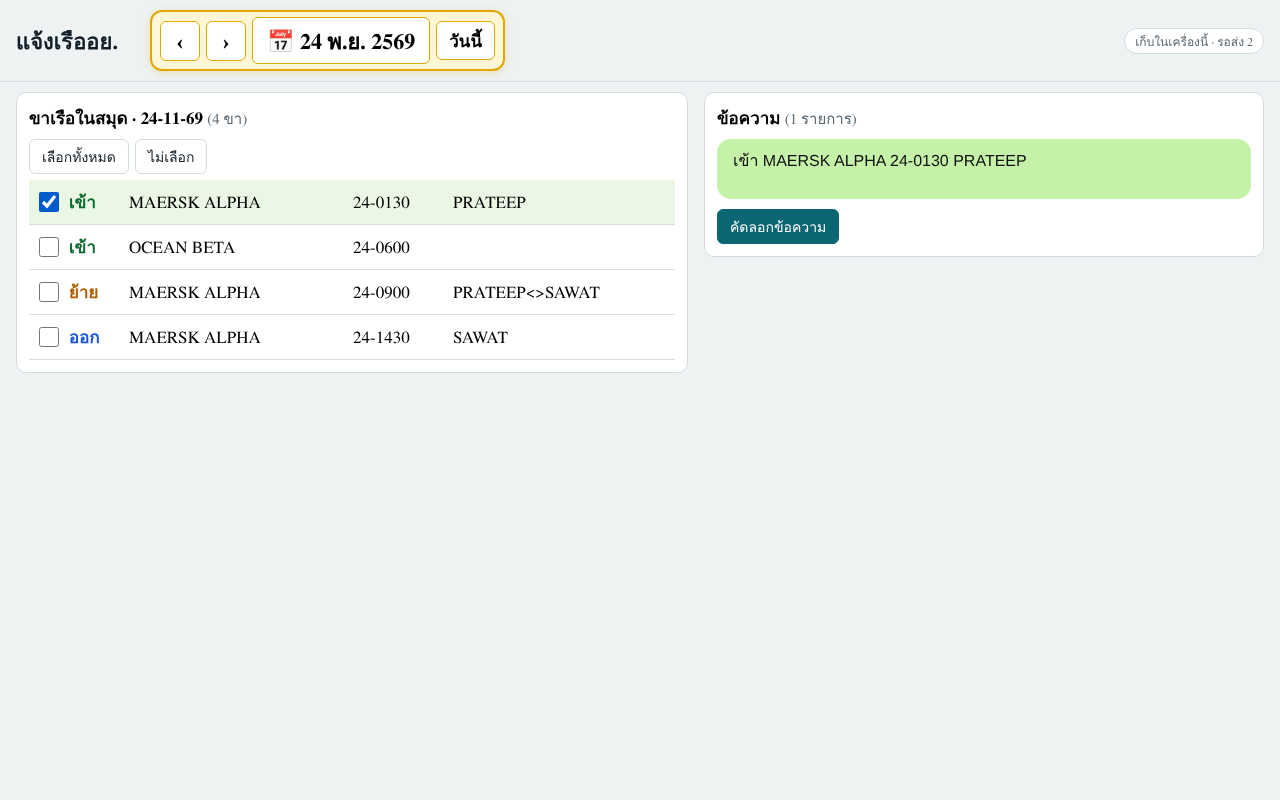 แจ้งเรืออย.
‹ › 📅 24 พ.ย. 2569 วันนี้
เก็บในเครื่องนี้ · รอส่ง 2
ขาเรือในสมุด · 24-11-69 (4 ขา)
เลือกทั้งหมด ไม่เลือก
เข้า MAERSK ALPHA 24-0130 PRATEEP
เข้า OCEAN BETA 24-0600
ย้าย MAERSK ALPHA 24-0900 PRATEEP<>SAWAT
ออก MAERSK ALPHA 24-1430 SAWAT
ข้อความ (1 รายการ)
เข้า MAERSK ALPHA 24-0130 PRATEEP
คัดลอกข้อความ